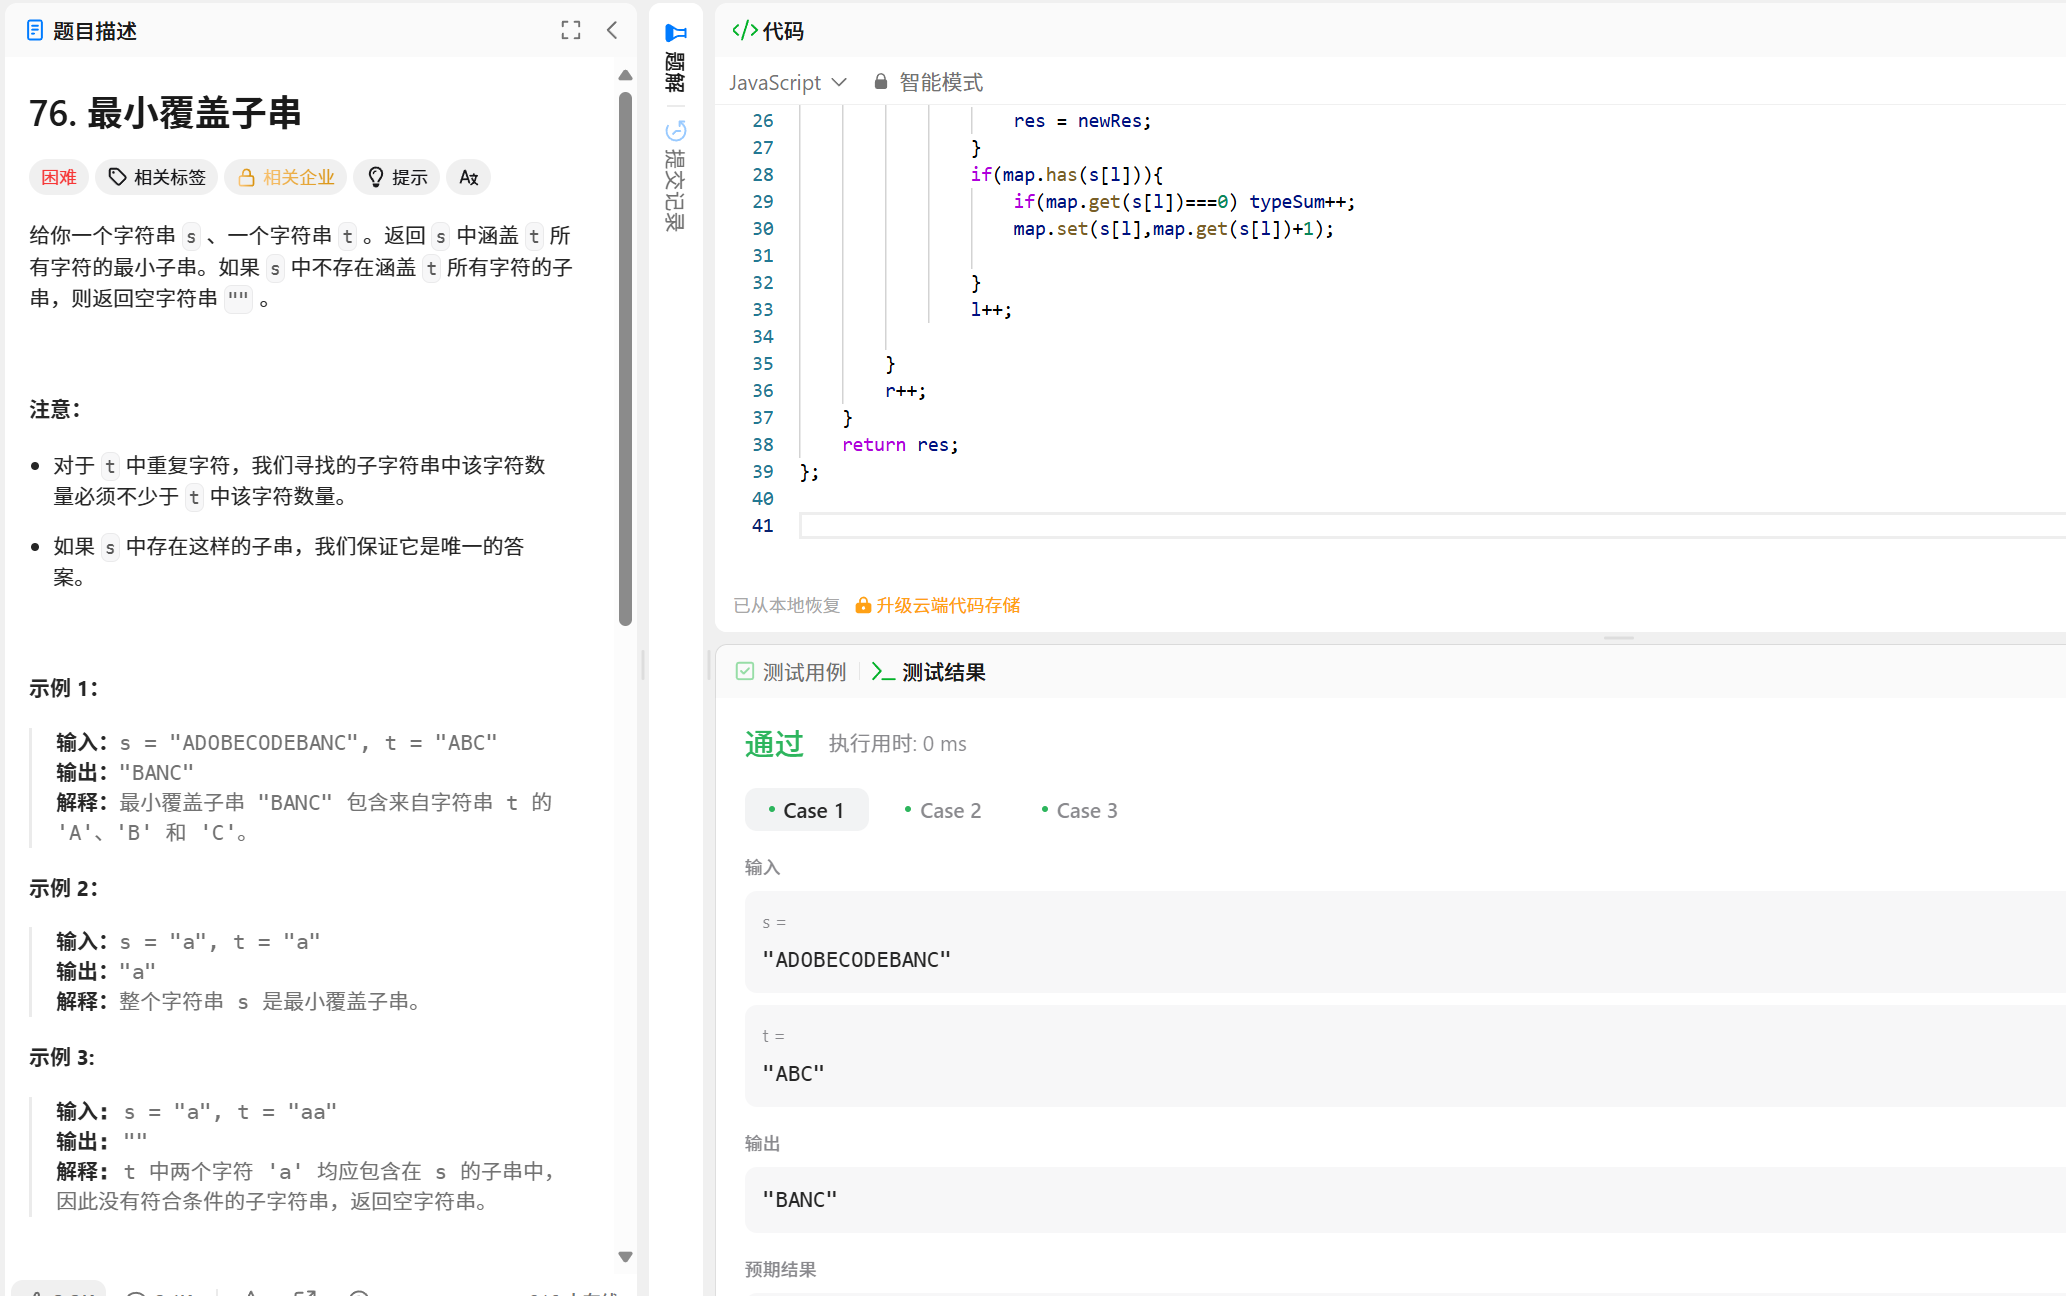 题目描述
76. 最小覆盖子串
困难 相关标签 相关企业 提示
给你一个字符串 s 、一个字符串 t 。返回 s 中涵盖 t 所
有字符的最小子串。如果 s 中不存在涵盖 t 所有字符的子
串，则返回空字符串 "" 。
注意：
对于 t 中重复字符，我们寻找的子字符串中该字符数
量必须不少于 t 中该字符数量。
如果 s 中存在这样的子串，我们保证它是唯一的答
案。
示例 1：
输入：s = "ADOBECODEBANC", t = "ABC"
输出："BANC"
解释：最小覆盖子串 "BANC" 包含来自字符串 t 的
'A'、'B' 和 'C'。
示例 2：
输入：s = "a", t = "a"
输出："a"
解释：整个字符串 s 是最小覆盖子串。
示例 3:
输入: s = "a", t = "aa"
输出: ""
解释: t 中两个字符 'a' 均应包含在 s 的子串中，
因此没有符合条件的子字符串，返回空字符串。
题解
提交记录
</> 代码
JavaScript 智能模式
26 res = newRes;
27 }
28 if(map.has(s[l])){
29 if(map.get(s[l])===0) typeSum++;
30 map.set(s[l],map.get(s[l])+1);
31
32 }
33 l++;
34
35 }
36 r++;
37 }
38 return res;
39 };
40
41
已从本地恢复 升级云端代码存储
测试用例 测试结果
通过 执行用时: 0 ms
Case 1 Case 2 Case 3
输入
s =
"ADOBECODEBANC"
t =
"ABC"
输出
"BANC"
预期结果